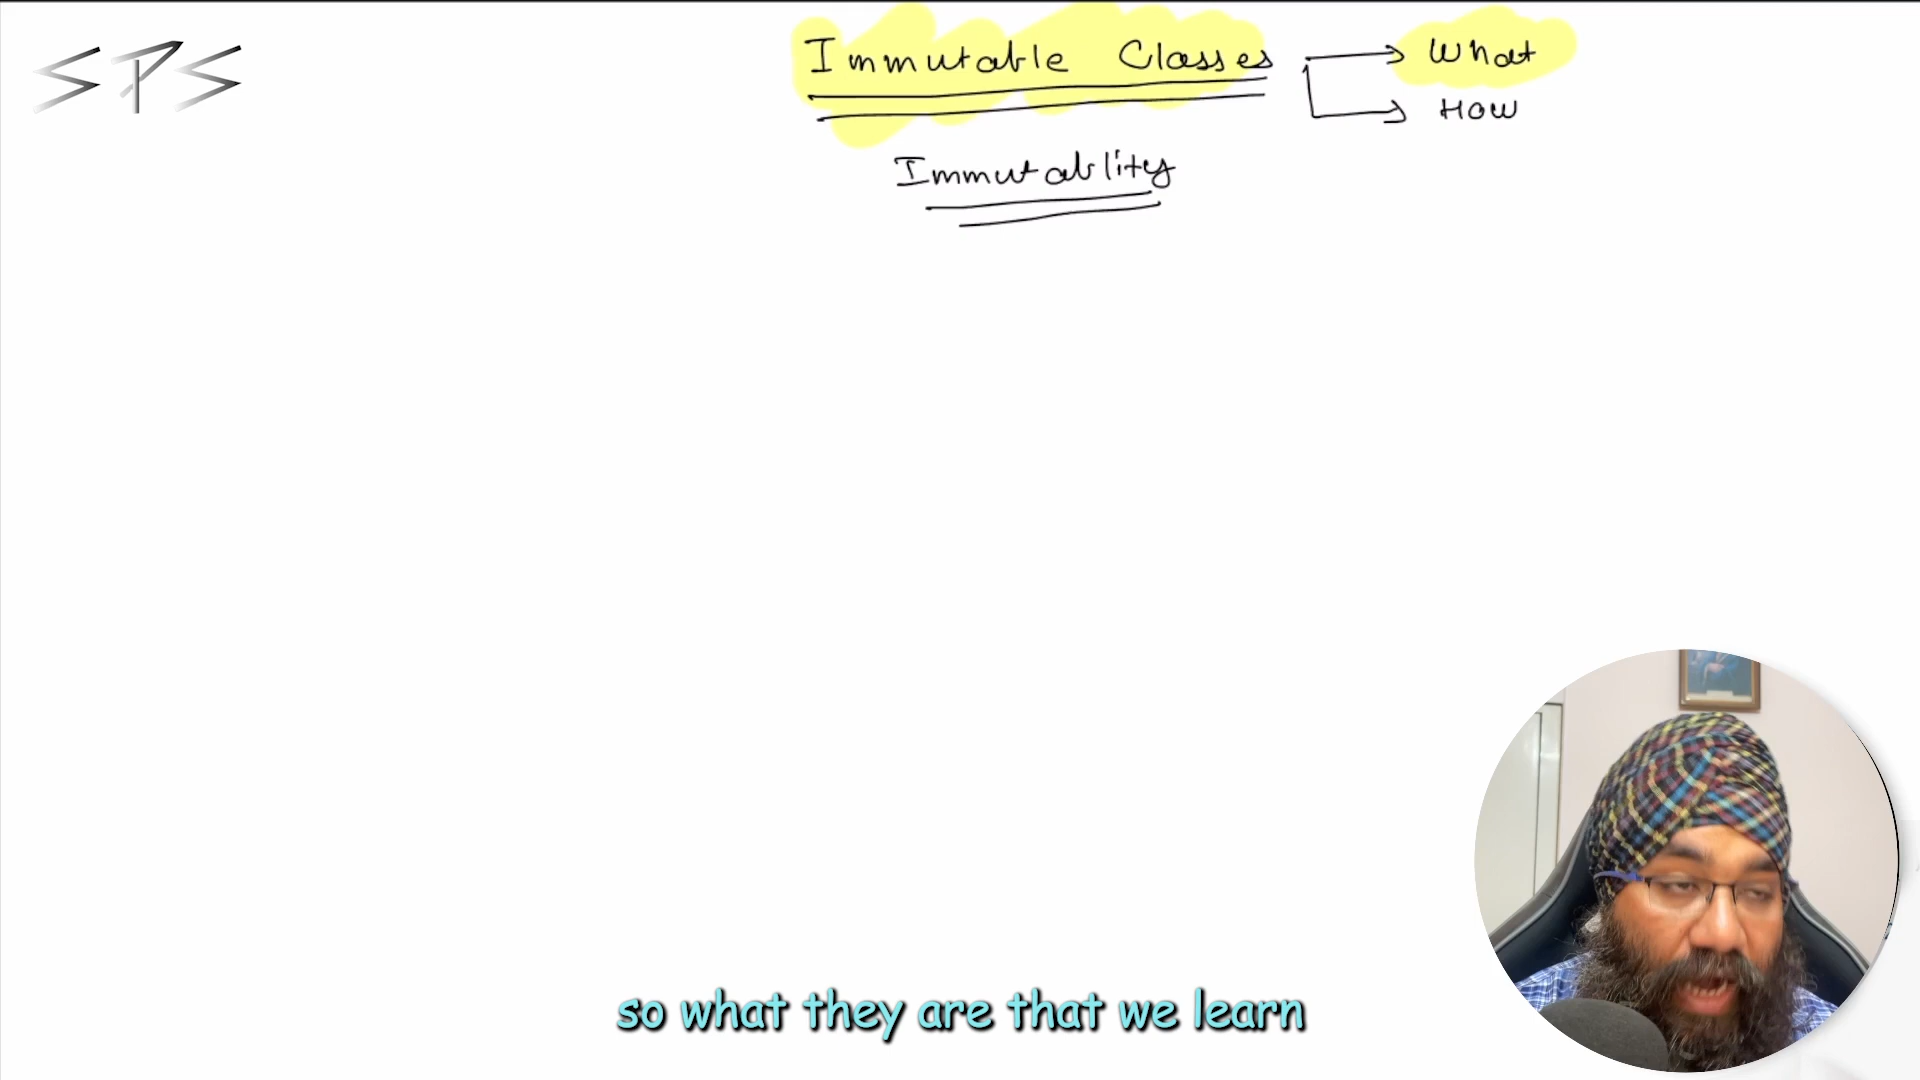 SPS
Immutable Classes
What
How
Immutablity
so what they are that we learn